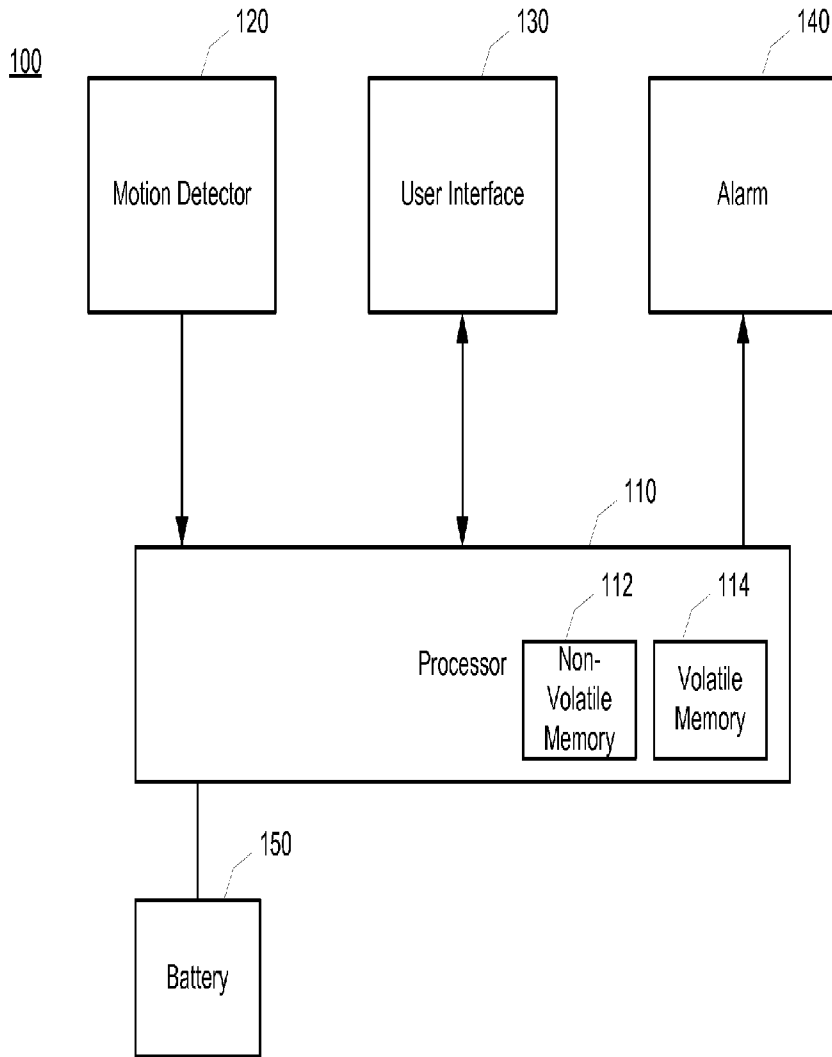 100
120
130
140
Motion Detector
User Interface
Alarm
110
112
114
Processor
Non-
Volatile
Memory
Volatile
Memory
150
Battery